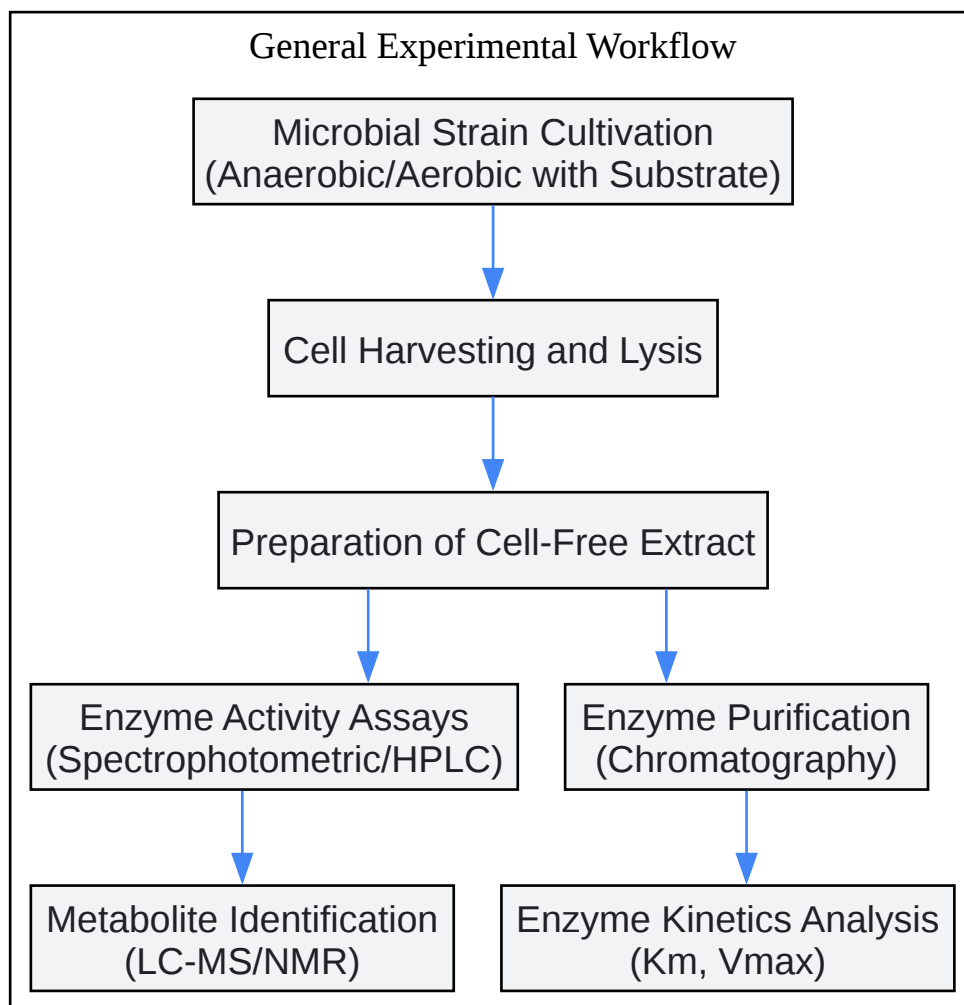 General Experimental Workflow
Microbial Strain Cultivation
(Anaerobic/Aerobic with Substrate)
Cell Harvesting and Lysis
Preparation of Cell-Free Extract
Enzyme Activity Assays
(Spectrophotometric/HPLC)
Enzyme Purification
(Chromatography)
Metabolite Identification
(LC-MS/NMR)
Enzyme Kinetics Analysis
(Km, Vmax)